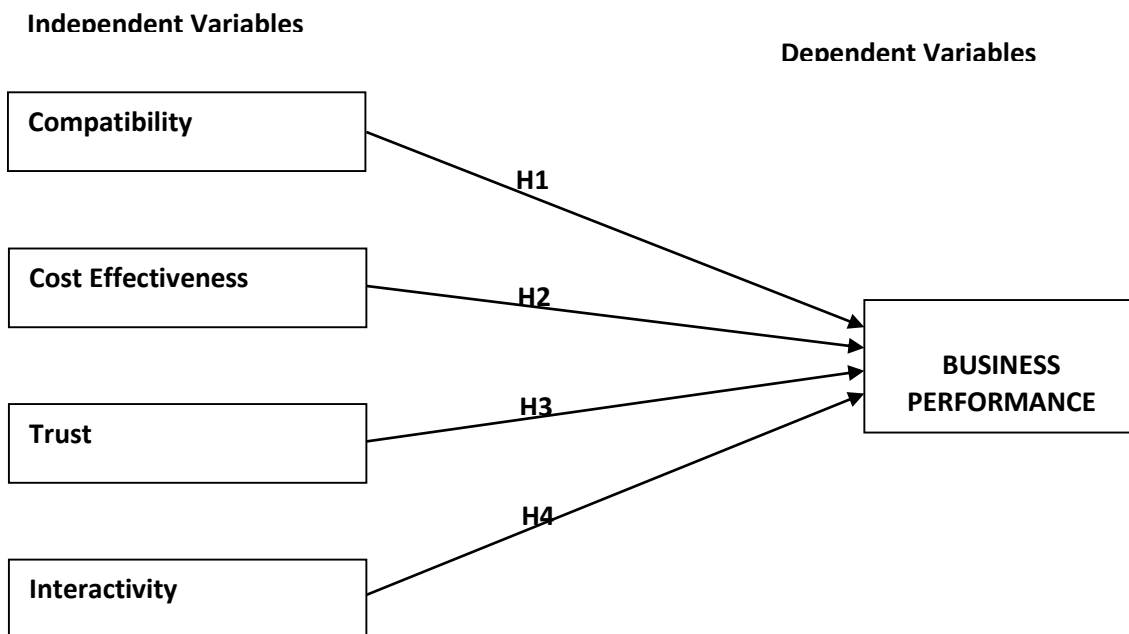 Independent Variables
Dependent Variables
Compatibility
H1
Cost Effectiveness
H2
BUSINESS
PERFORMANCE
H3
Trust
H4
Interactivity